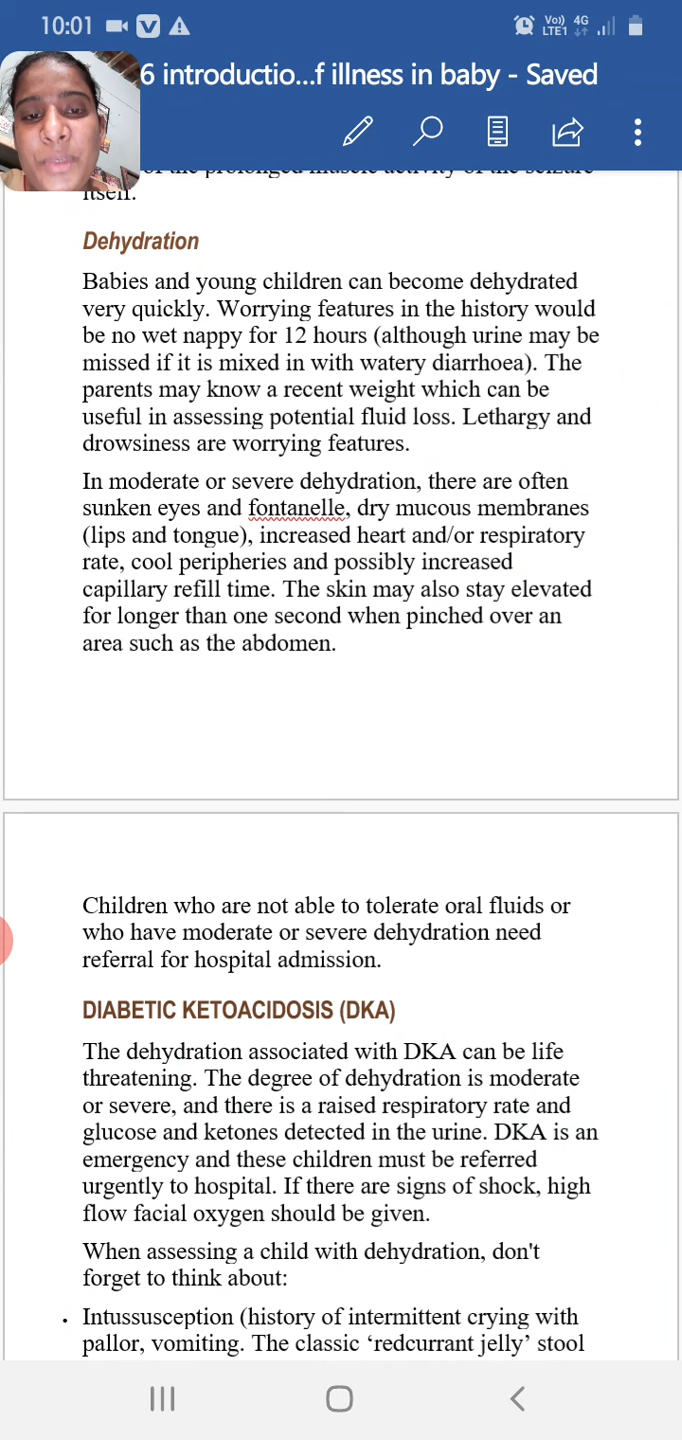 10:01
Vo)) 4G
LTE1
6 introductio...f illness in baby - Saved
of the prolonged muscle activity of the seizure
itself.
Dehydration
Babies and young children can become dehydrated
very quickly. Worrying features in the history would
be no wet nappy for 12 hours (although urine may be
missed if it is mixed in with watery diarrhoea). The
parents may know a recent weight which can be
useful in assessing potential fluid loss. Lethargy and
drowsiness are worrying features.
In moderate or severe dehydration, there are often
sunken eyes and fontanelle, dry mucous membranes
(lips and tongue), increased heart and/or respiratory
rate, cool peripheries and possibly increased
capillary refill time. The skin may also stay elevated
for longer than one second when pinched over an
area such as the abdomen.
Children who are not able to tolerate oral fluids or
who have moderate or severe dehydration need
referral for hospital admission.
DIABETIC KETOACIDOSIS (DKA)
The dehydration associated with DKA can be life
threatening. The degree of dehydration is moderate
or severe, and there is a raised respiratory rate and
glucose and ketones detected in the urine. DKA is an
emergency and these children must be referred
urgently to hospital. If there are signs of shock, high
flow facial oxygen should be given.
When assessing a child with dehydration, don't
forget to think about:
• Intussusception (history of intermittent crying with
pallor, vomiting. The classic ‘redcurrant jelly’ stool